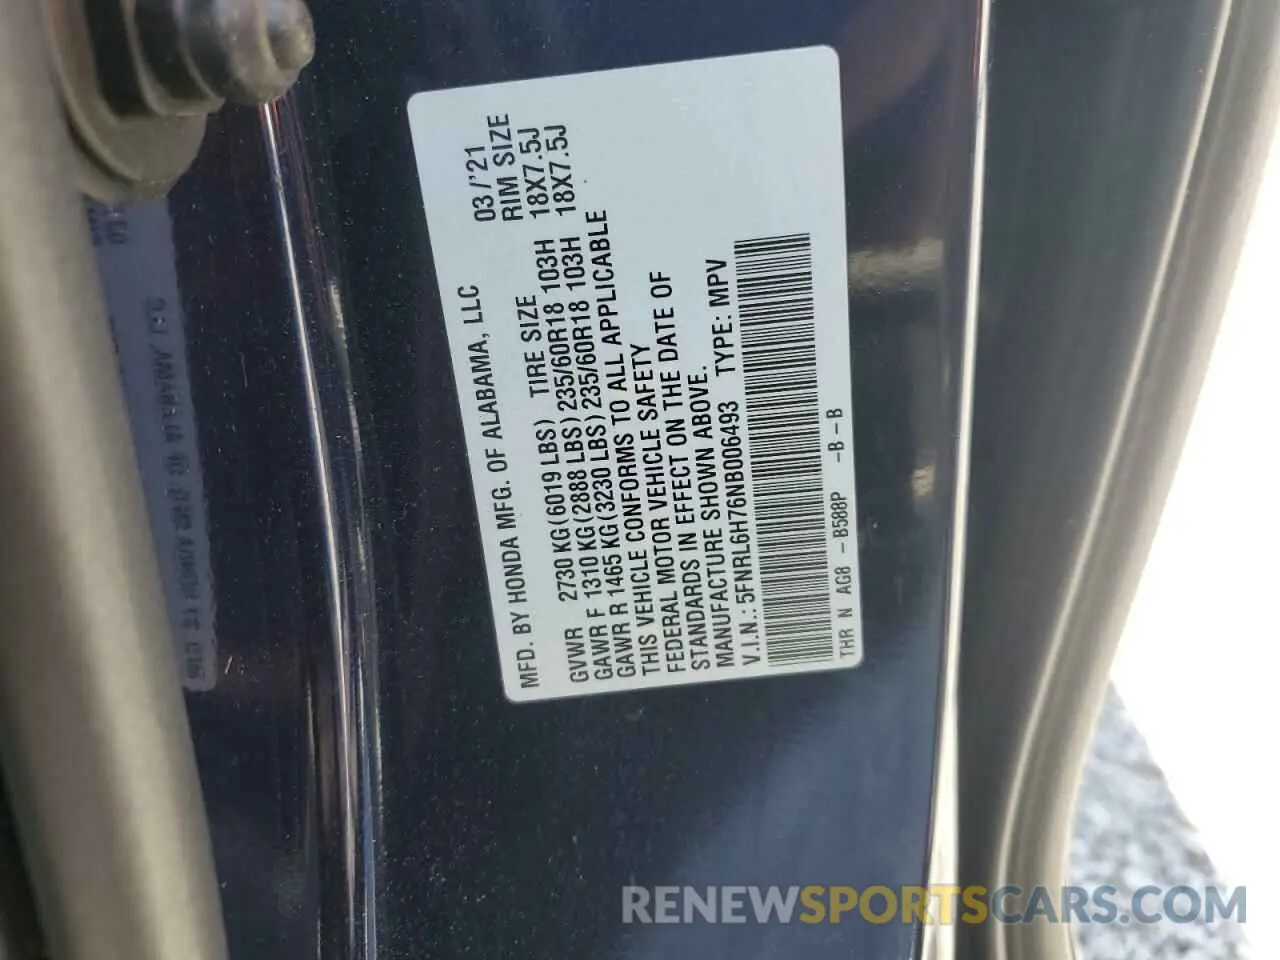 MFD. BY HONDA MFG. OF ALABAMA, LLC 03/'21
GVWR 2730 KG (6019 LBS) TIRE SIZE RIM SIZE
GAWR F 1310 KG (2888 LBS) 235/60R18 103H 18X7.5J
GAWR R 1465 KG (3230 LBS) 235/60R18 103H 18X7.5J
THIS VEHICLE CONFORMS TO ALL APPLICABLE
FEDERAL MOTOR VEHICLE SAFETY
STANDARDS IN EFFECT ON THE DATE OF
MANUFACTURE SHOWN ABOVE.
V.I.N.: 5FNRL6H76NB006493 TYPE: MPV
THR N AG8 - B588P -B-B
RENEWSPORTSCARS.COM